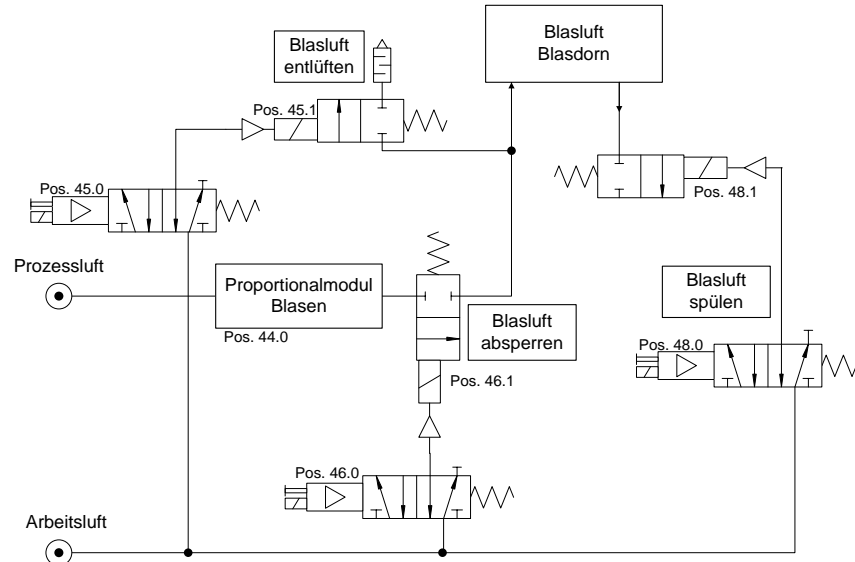 Blasluft
entlüften
Blasluft
Blasdorn
Pos. 45.1
Pos. 45.0
Pos. 48.1
Prozessluft
Proportionalmodul
Blasen
Pos. 44.0
Blasluft
absperren
Blasluft
spülen
Pos. 48.0
Pos. 46.1
Pos. 46.0
Arbeitsluft